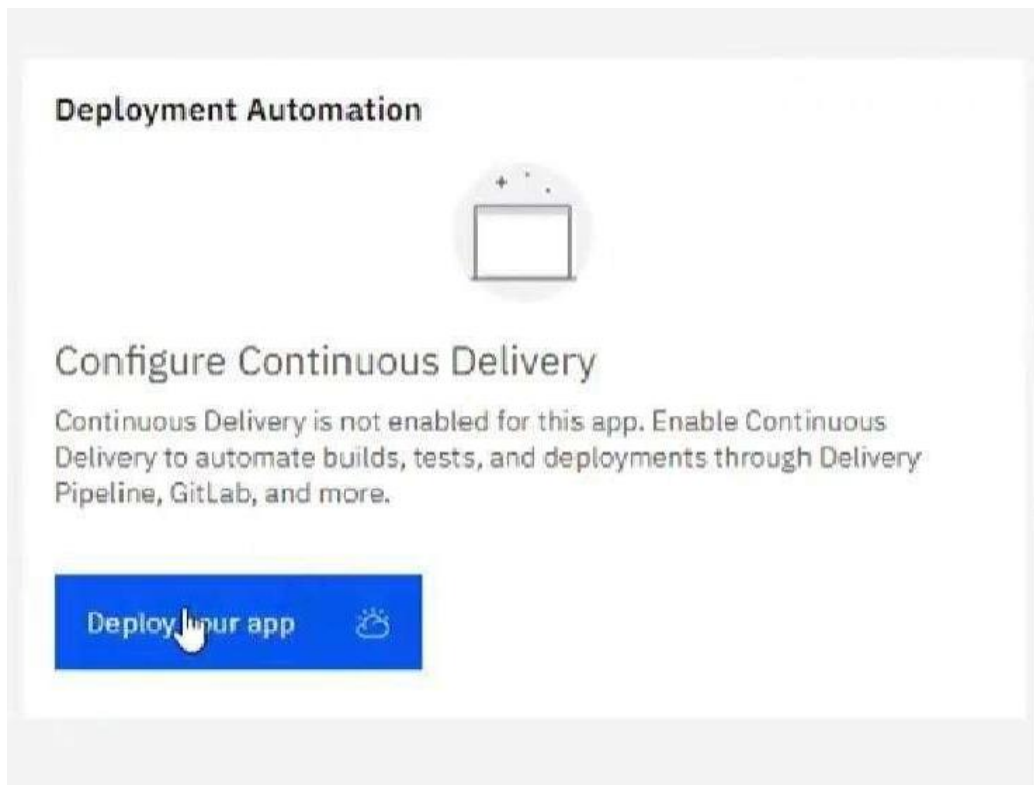 Deployment Automation
Configure Continuous Delivery
Continuous Delivery is not enabled for this app. Enable Continuous
Delivery to automate builds, tests, and deployments through Delivery
Pipeline, GitLab, and more.
Deploy your app